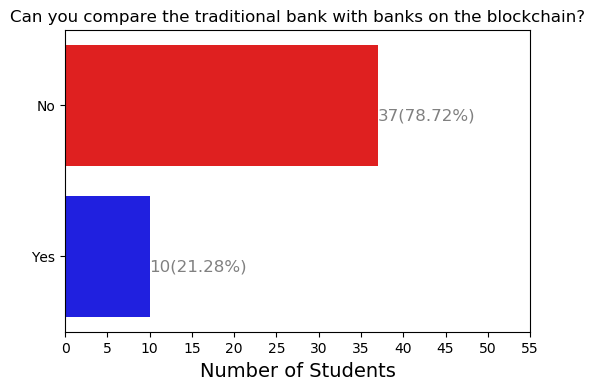 Can you compare the traditional bank with banks on the blockchain?
No
37(78.72%)
Yes
10(21.28%)
0 5 10 15 20 25 30 35 40 45 50 55
Number of Students